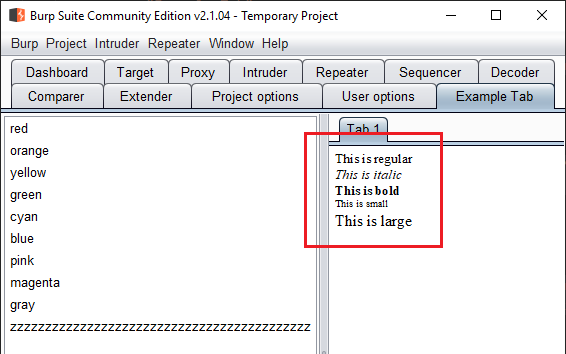 Burp Suite Community Edition v2.1.04 - Temporary Project
Burp Project Intruder Repeater Window Help
Dashboard Target Proxy Intruder Repeater Sequencer Decoder
Comparer Extender Project options User options Example Tab
red
orange
yellow
green
cyan
blue
pink
magenta
gray
zzzzzzzzzzzzzzzzzzzzzzzzzzzzzzzzzzzzzzzzzzz
Tab 1
This is regular
This is italic
This is bold
This is small
This is large